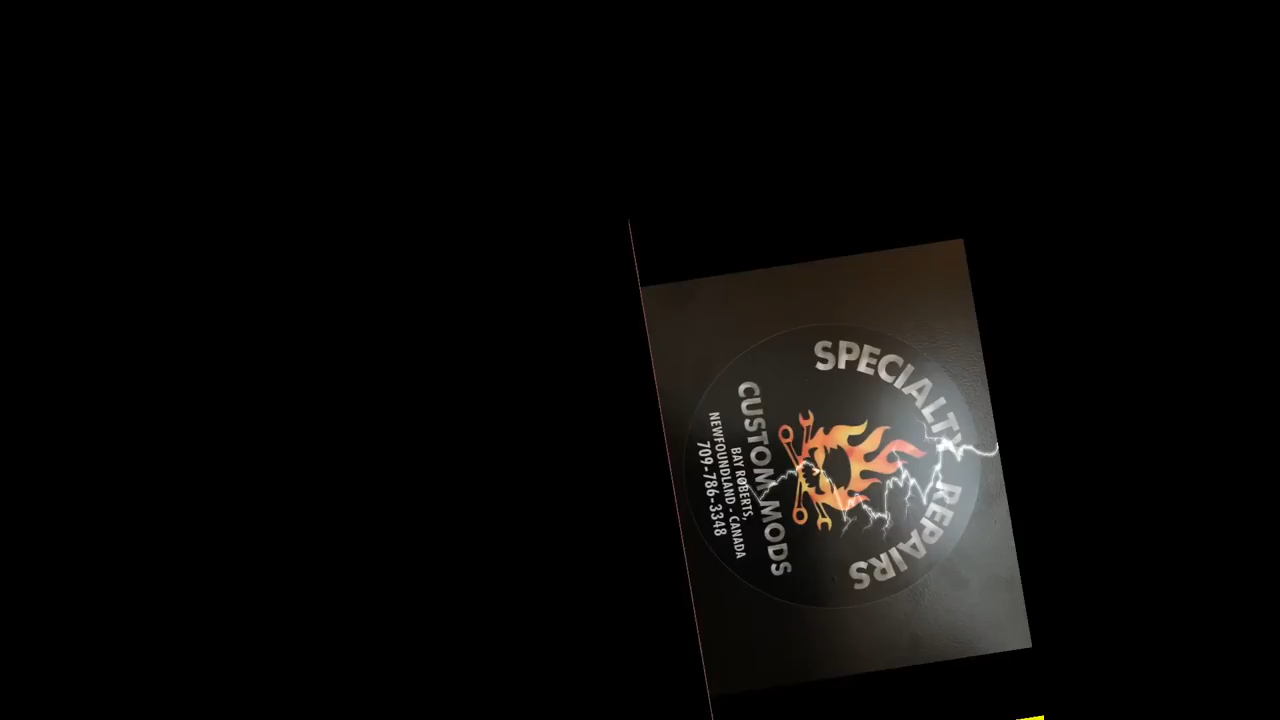 SPECIALTY REPAIRS
CUSTOM MODS
BAY ROBERTS,
NEWFOUNDLAND - CANADA
709-786-3348